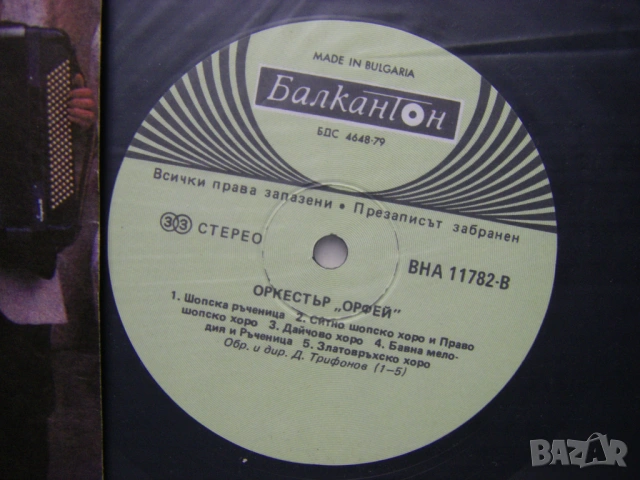 MADE IN BULGARIA
Балкантон
БДС 4648-79
Всички права запазени • Презаписът забранен
33 СТЕРЕО
ВНА 11782-В
ОРКЕСТЪР „ОРФЕЙ"
1. Шопска ръченица 2. Ситно шопско хоро и Право
шопско хоро 3. Дайчово хоро 4. Бавна мело-
дия и Ръченица 5. Златовръхско хоро
Обр. и дир. Д. Трифонов (1–5)
BAZAR
bg